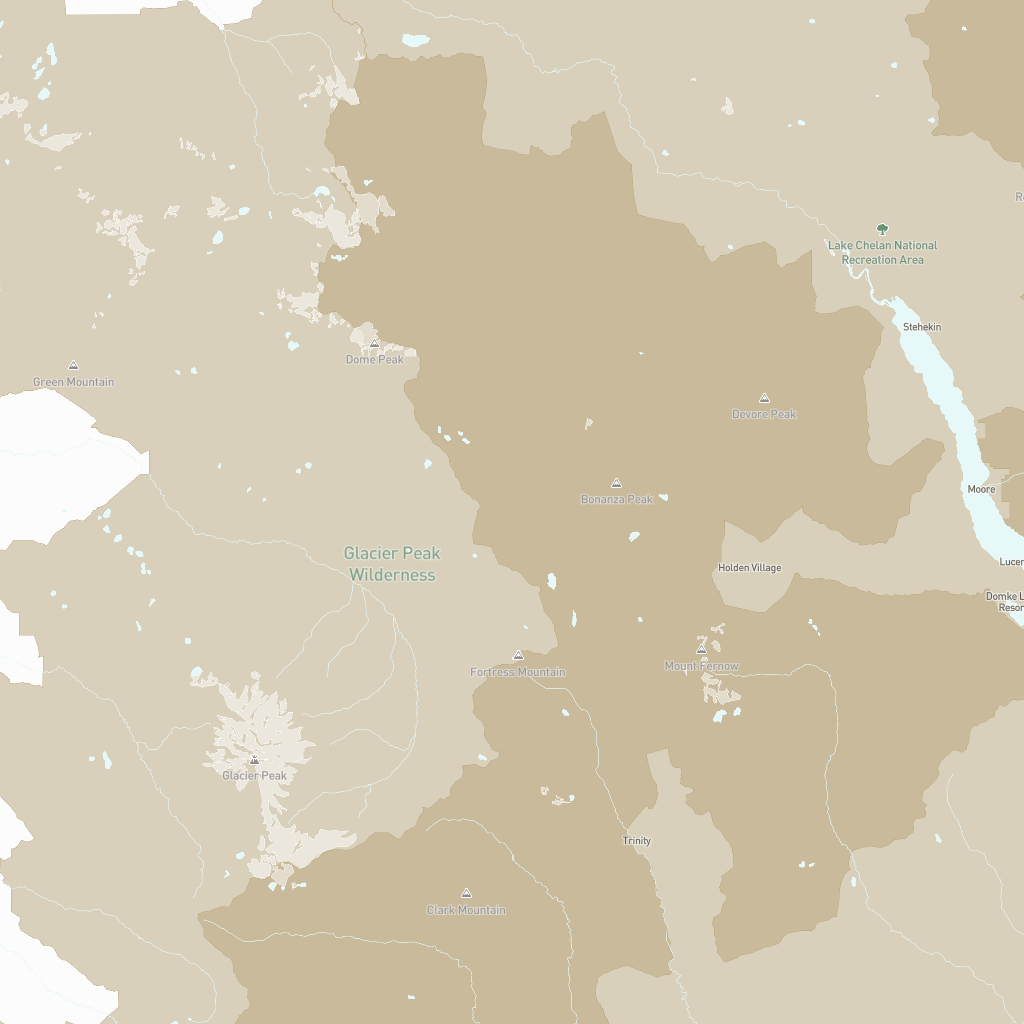 Lake Chelan National
Recreation Area
Stehekin
Dome Peak
Green Mountain
Devore Peak
Bonanza Peak
Moore
Glacier Peak
Wilderness
Holden Village
Fortress Mountain
Mount Fernow
Glacier Peak
Trinity
Clark Mountain